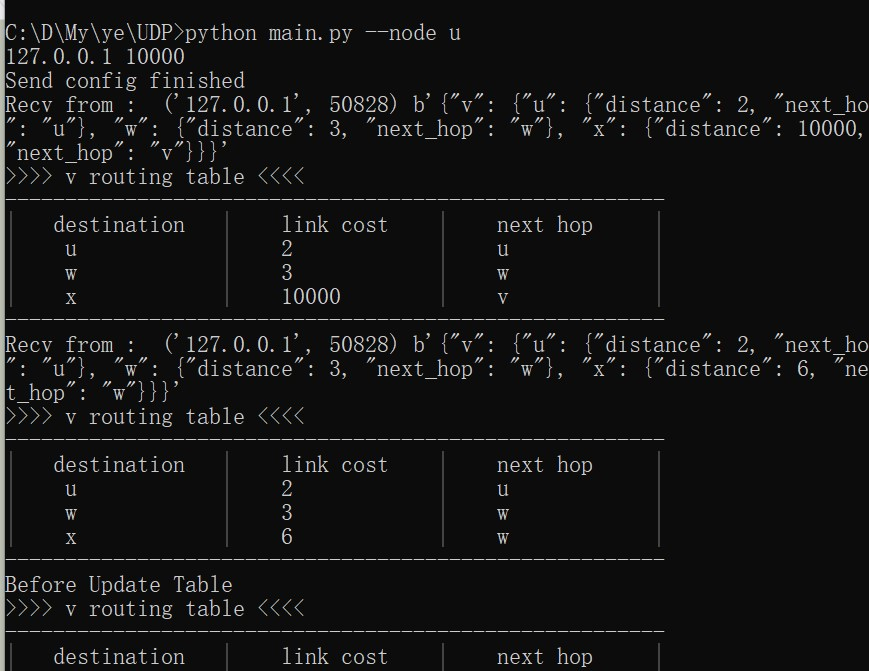 C:\D\My\ye\UDP>python main.py --node u
127.0.0.1 10000
Send config finished
Recv from :  ('127.0.0.1', 50828) b'{"v": {"u": {"distance": 2, "next_ho
": "u"}, "w": {"distance": 3, "next_hop": "w"}, "x": {"distance": 10000,
"next_hop": "v"}}}'
>>>> v routing table <<<<
-------------------------------------------------------
|   destination   |   link cost   |   next hop   |
|   u   |   2   |   u   |
|   w   |   3   |   w   |
|   x   |   10000   |   v   |
-------------------------------------------------------
Recv from :  ('127.0.0.1', 50828) b'{"v": {"u": {"distance": 2, "next_ho
": "u"}, "w": {"distance": 3, "next_hop": "w"}, "x": {"distance": 6, "ne
t_hop": "w"}}}'
>>>> v routing table <<<<
-------------------------------------------------------
|   destination   |   link cost   |   next hop   |
|   u   |   2   |   u   |
|   w   |   3   |   w   |
|   x   |   6   |   w   |
-------------------------------------------------------
Before Update Table
>>>> v routing table <<<<
-------------------------------------------------------
|   destination   |   link cost   |   next hop   |